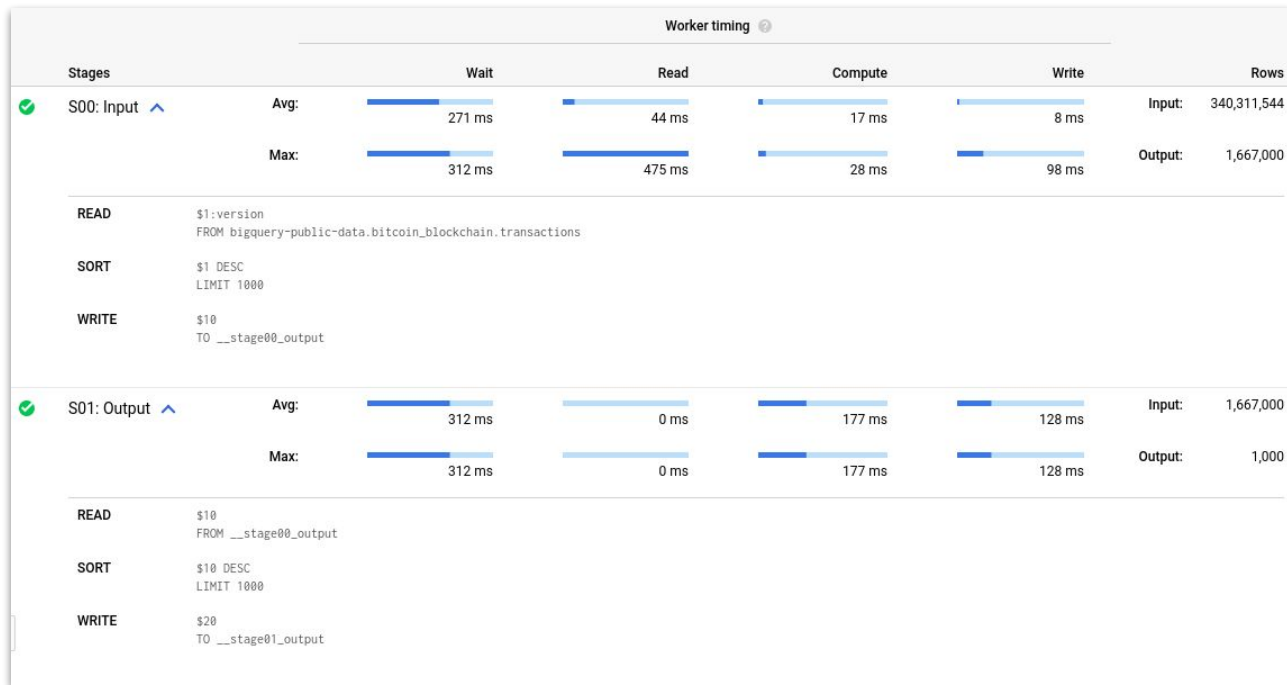 Worker timing ?
Stages Wait Read Compute Write Rows
S00: Input Avg: 271 ms 44 ms 17 ms 8 ms Input: 340,311,544
Max: 312 ms 475 ms 28 ms 98 ms Output: 1,667,000
READ $1:version
FROM bigquery-public-data.bitcoin_blockchain.transactions
SORT $1 DESC
LIMIT 1000
WRITE $10
TO __stage00_output
S01: Output Avg: 312 ms 0 ms 177 ms 128 ms Input: 1,667,000
Max: 312 ms 0 ms 177 ms 128 ms Output: 1,000
READ $10
FROM __stage00_output
SORT $10 DESC
LIMIT 1000
WRITE $20
TO __stage01_output